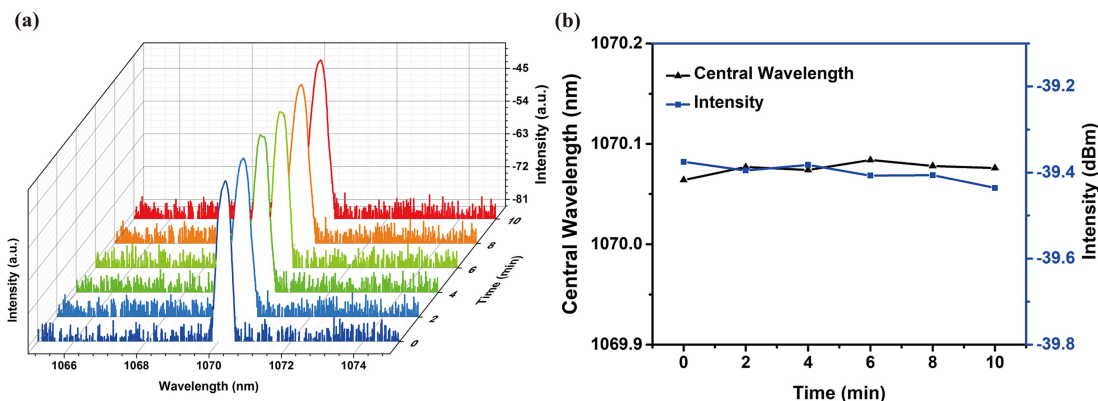 (a)
Intensity (a.u.)
-45
-54
-63
-72
-81
Intensity (a.u.)
10
8
6
4
2
0
Time (min)
1066
1068
1070
1072
1074
Wavelength (nm)
(b)
1070.2
1070.1
1070.0
1069.9
Central Wavelength (nm)
Central Wavelength
Intensity
-39.2
-39.4
-39.6
-39.8
Intensity (dBm)
0 2 4 6 8 10
Time (min)